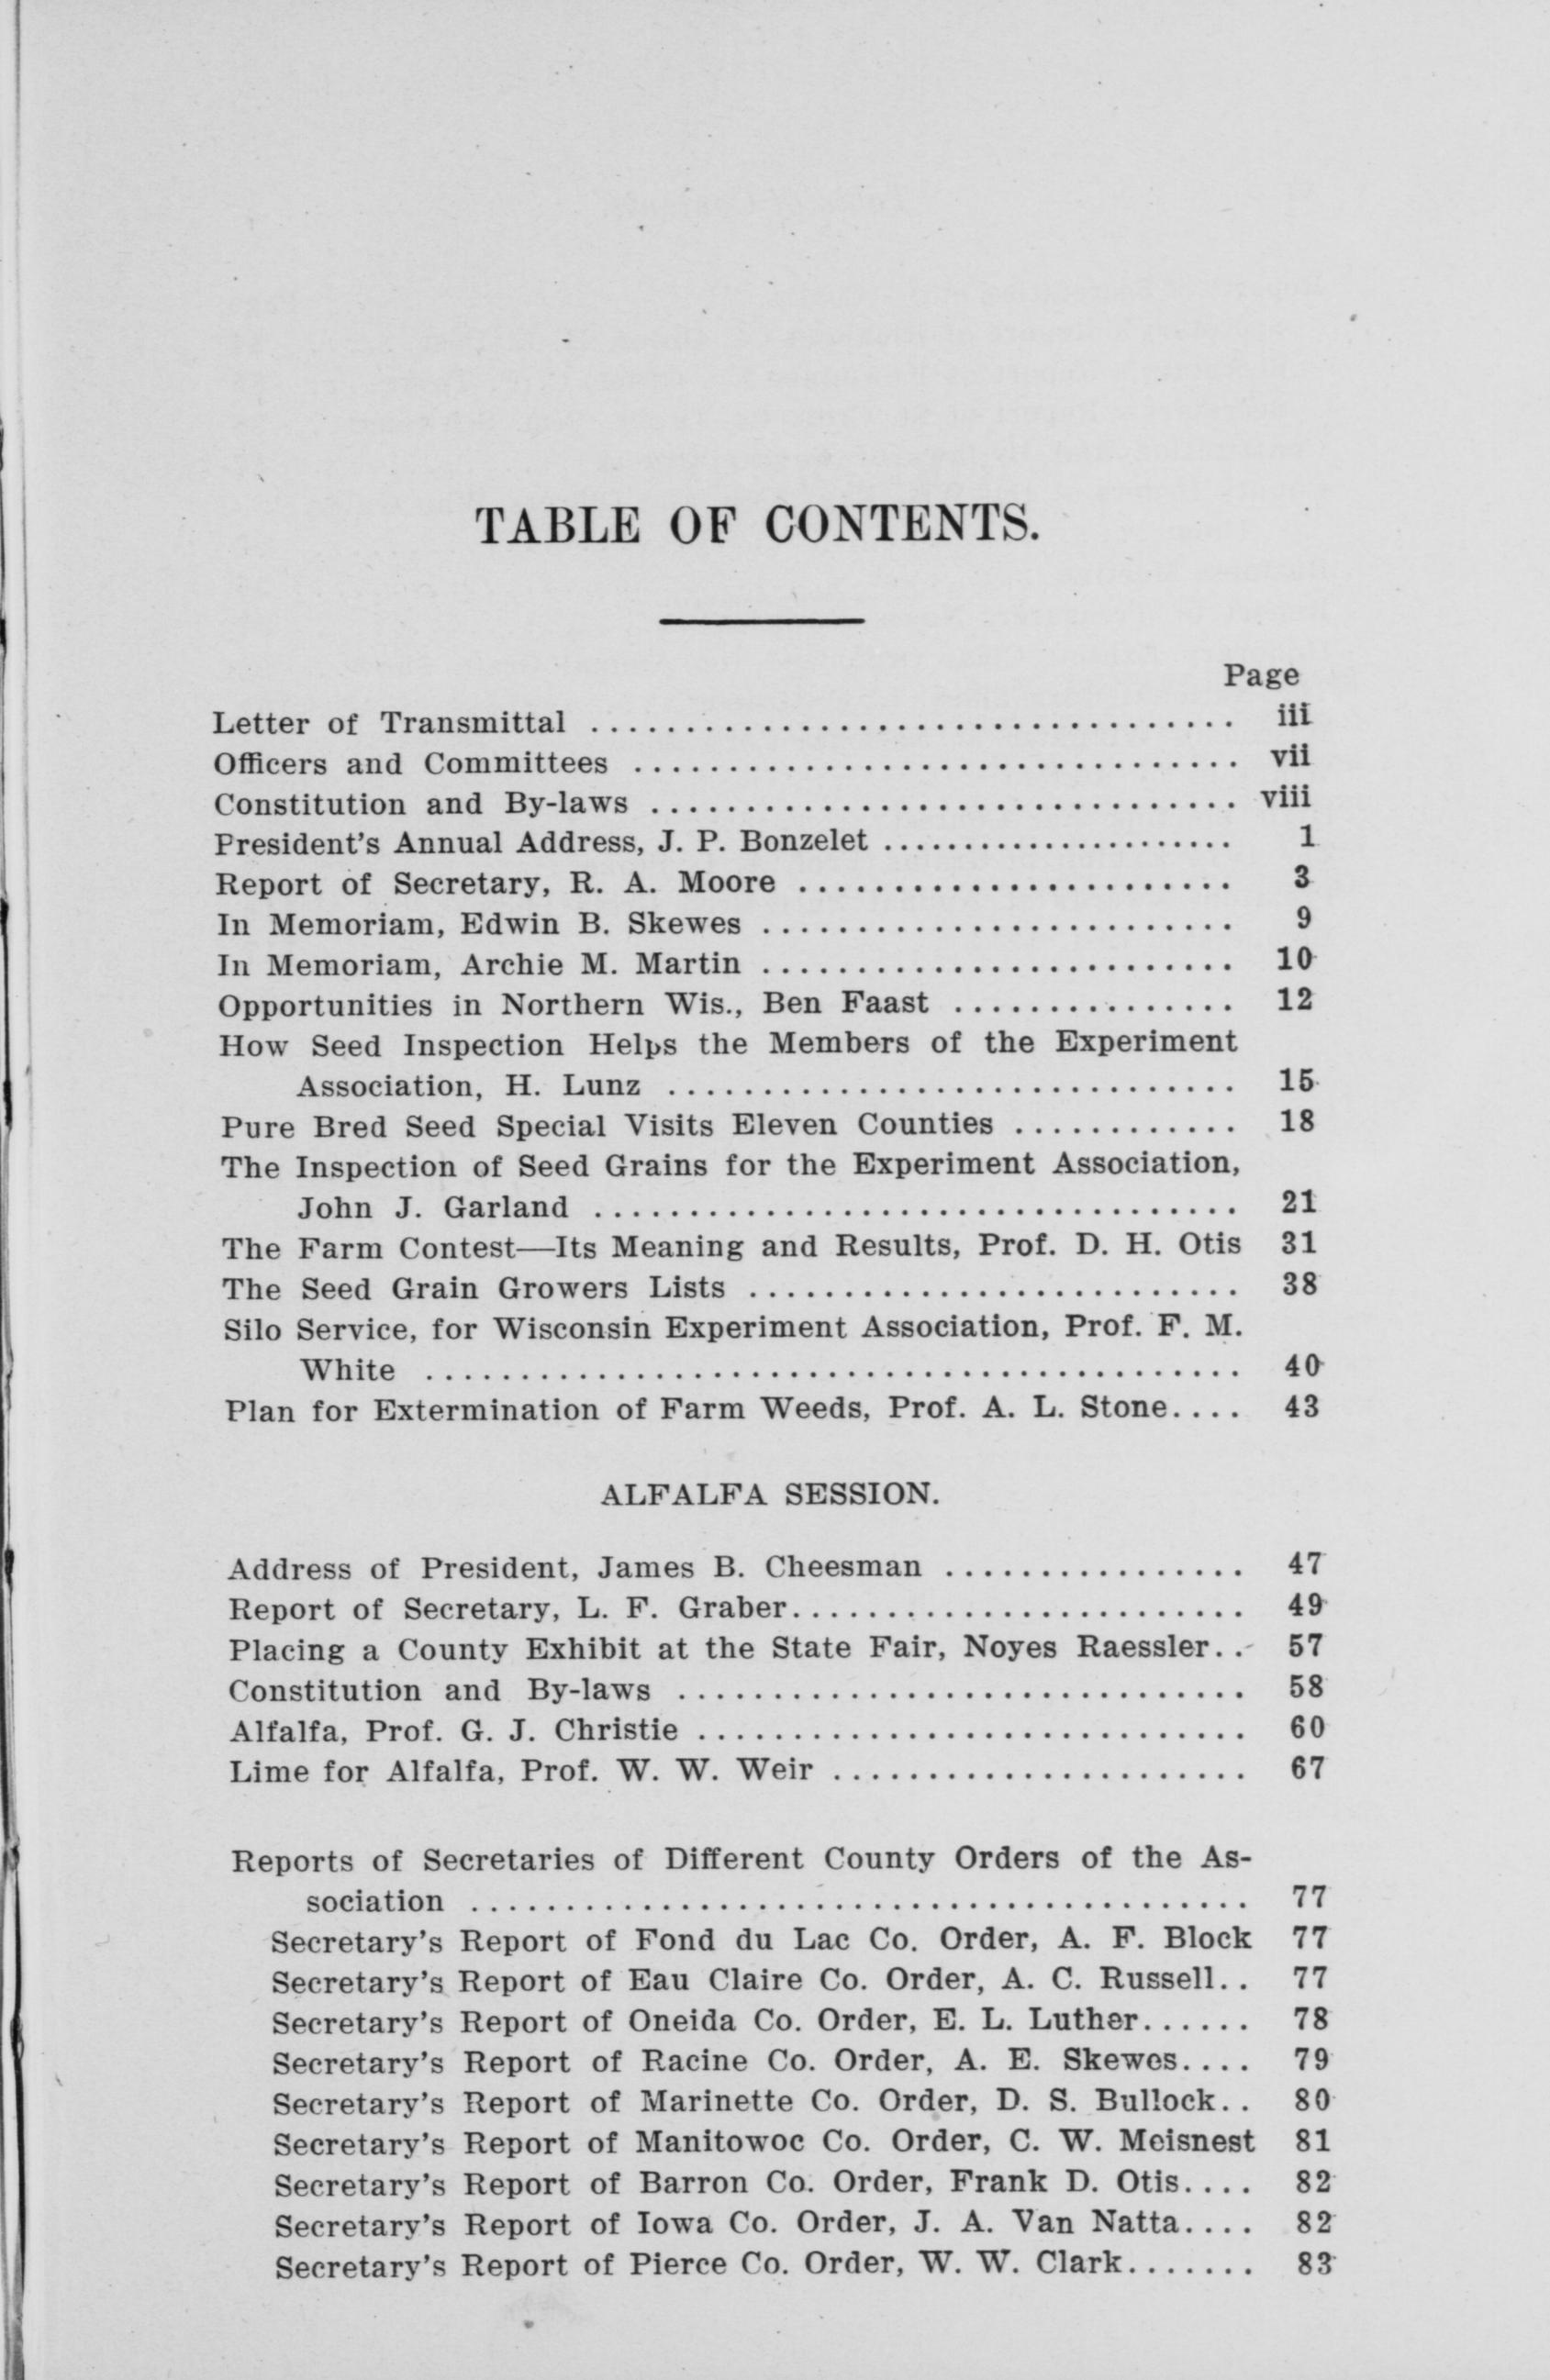 TABLE OF CONTENTS.
Page
Letter of Transmittal .................................. iii
Officers and Committees ................................ vii
Constitution and By-laws ............................... viii
President's Annual Address, J. P. Bonzelet ...................... 1
Report of Secretary, R. A. Moore ....................... 3
In Memoriam, Edwin B. Skewes ......................... 9
In Memoriam, Archie M. Martin ......................... 10
Opportunities in Northern Wis., Ben Faast ............... 12
How Seed Inspection Helps the Members of the Experiment
Association, H. Lunz .............................. 15
Pure Bred Seed Special Visits Eleven Counties ............ 18
The Inspection of Seed Grains for the Experiment Association,
John J. Garland .................................. 21
The Farm Contest—Its Meaning and Results, Prof. D. H. Otis 31
The Seed Grain Growers Lists .......................... 38
Silo Service, for Wisconsin Experiment Association, Prof. F. M.
White ........................................... 40
Plan for Extermination of Farm Weeds, Prof. A. L. Stone.... 43
ALFALFA SESSION.
Address of President, James B. Cheesman ................ 47
Report of Secretary, L. F. Graber........................ 49
Placing a County Exhibit at the State Fair, Noyes Raessler.. 57
Constitution and By-laws .............................. 58
Alfalfa, Prof. G. J. Christie ............................. 60
Lime for Alfalfa, Prof. W. W. Weir ...................... 67
Reports of Secretaries of Different County Orders of the As-
sociation ......................................... 77
Secretary's Report of Fond du Lac Co. Order, A. F. Block 77
Secretary's Report of Eau Claire Co. Order, A. C. Russell.. 77
Secretary's Report of Oneida Co. Order, E. L. Luther...... 78
Secretary's Report of Racine Co. Order, A. E. Skewes.... 79
Secretary's Report of Marinette Co. Order, D. S. Bullock.. 80
Secretary's Report of Manitowoc Co. Order, C. W. Meisnest 81
Secretary's Report of Barron Co. Order, Frank D. Otis.... 82
Secretary's Report of Iowa Co. Order, J. A. Van Natta.... 82
Secretary's Report of Pierce Co. Order, W. W. Clark....... 83